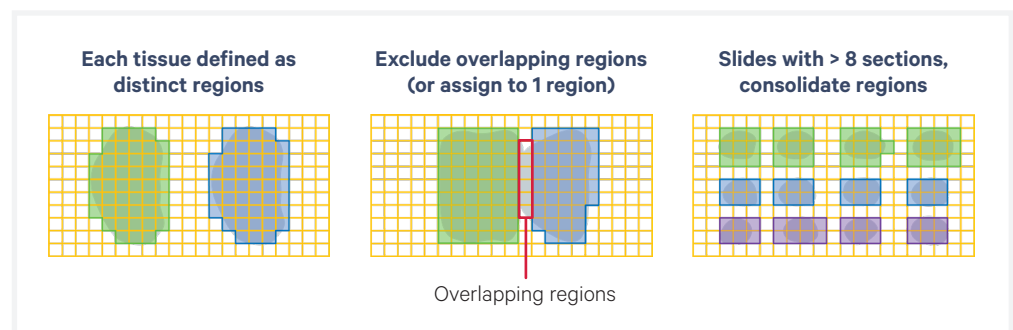 Each tissue defined as
distinct regions
Exclude overlapping regions
(or assign to 1 region)
Slides with > 8 sections,
consolidate regions
Overlapping regions